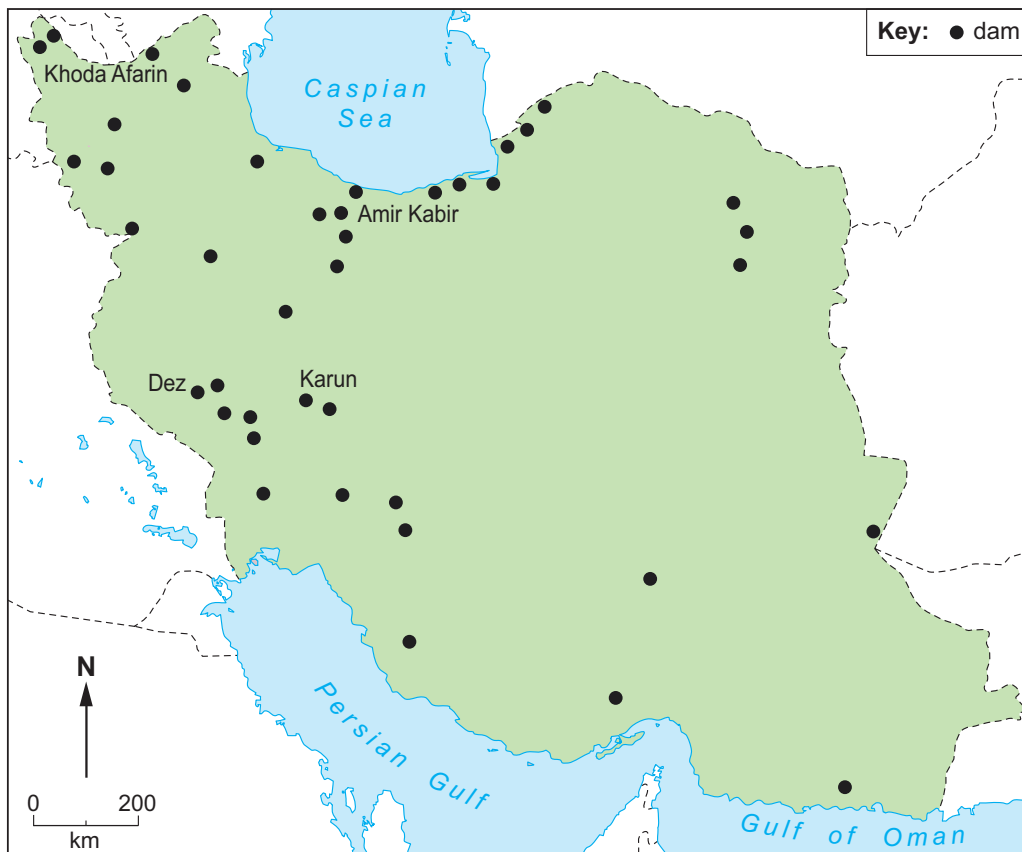 Key: ● dam
Khoda Afarin
Caspian
Sea
Amir Kabir
Dez
Karun
N
Persian Gulf
0 200
km
Gulf of Oman